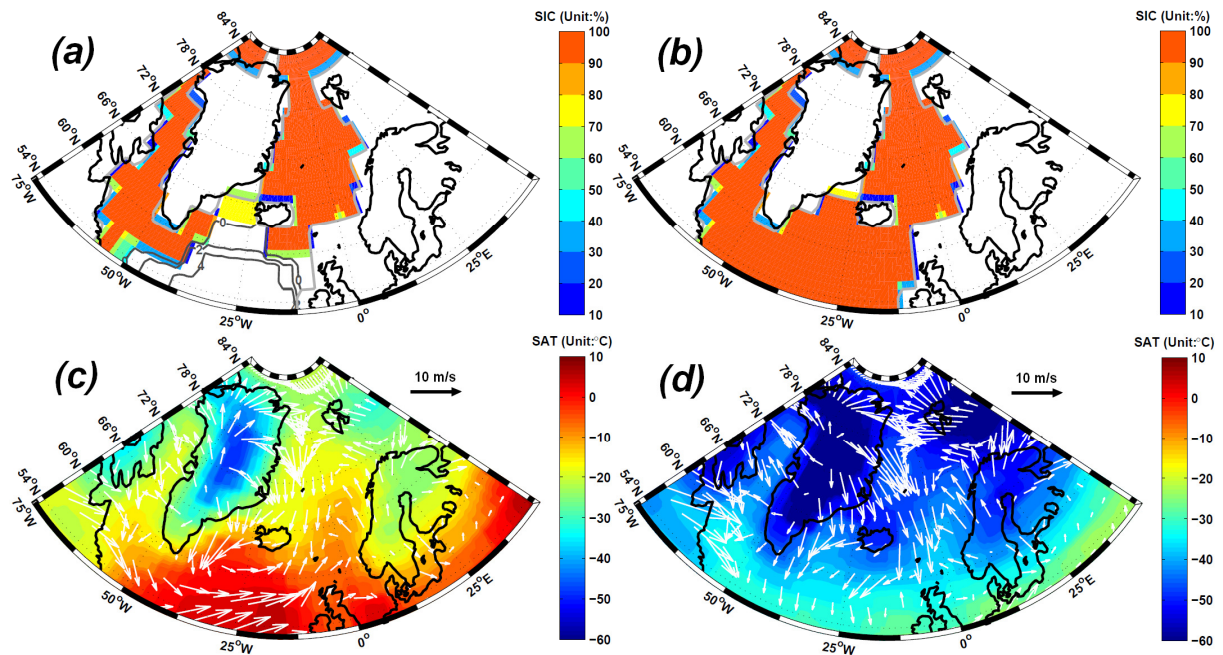 (a)
84°N
78°N
72°N
60°N
54°N
75°W
50°W
25°W
0°
25°E
0
SIC (Unit:%)
100
90
80
70
60
50
40
30
20
10
(b)
84°N
78°N
72°N
60°N
54°N
75°W
50°W
25°W
0°
25°E
SIC (Unit:%)
100
90
80
70
60
50
40
30
20
10
(c)
84°N
78°N
72°N
60°N
54°N
75°W
50°W
25°W
0°
25°E
10 m/s
SAT (Unit:°C)
10
0
−10
−20
−30
−40
−50
−60
(d)
84°N
78°N
72°N
60°N
54°N
75°W
50°W
25°W
0°
25°E
10 m/s
SAT (Unit:°C)
10
0
−10
−20
−30
−40
−50
−60